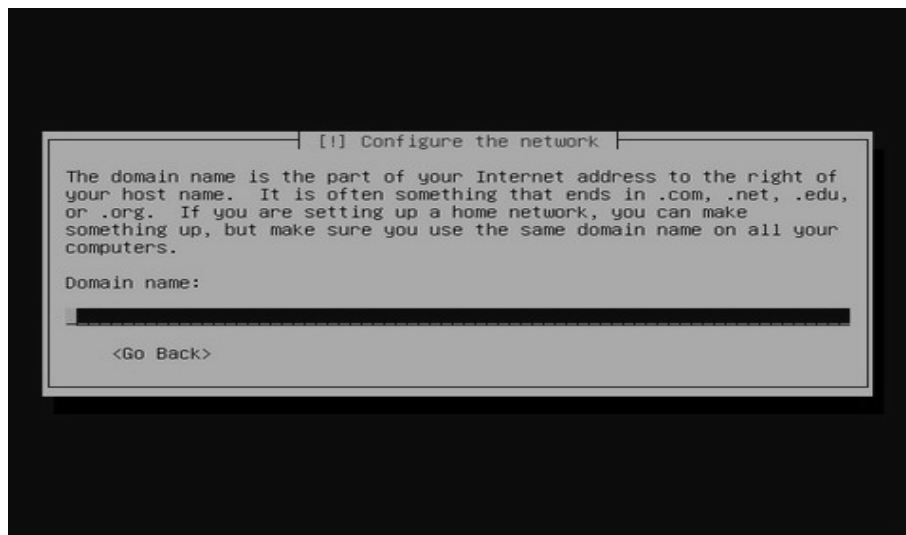 [!] Configure the network
The domain name is the part of your Internet address to the right of
your host name.  It is often something that ends in .com, .net, .edu,
or .org.  If you are setting up a home network, you can make
something up, but make sure you use the same domain name on all your
computers.
Domain name:
<Go Back>